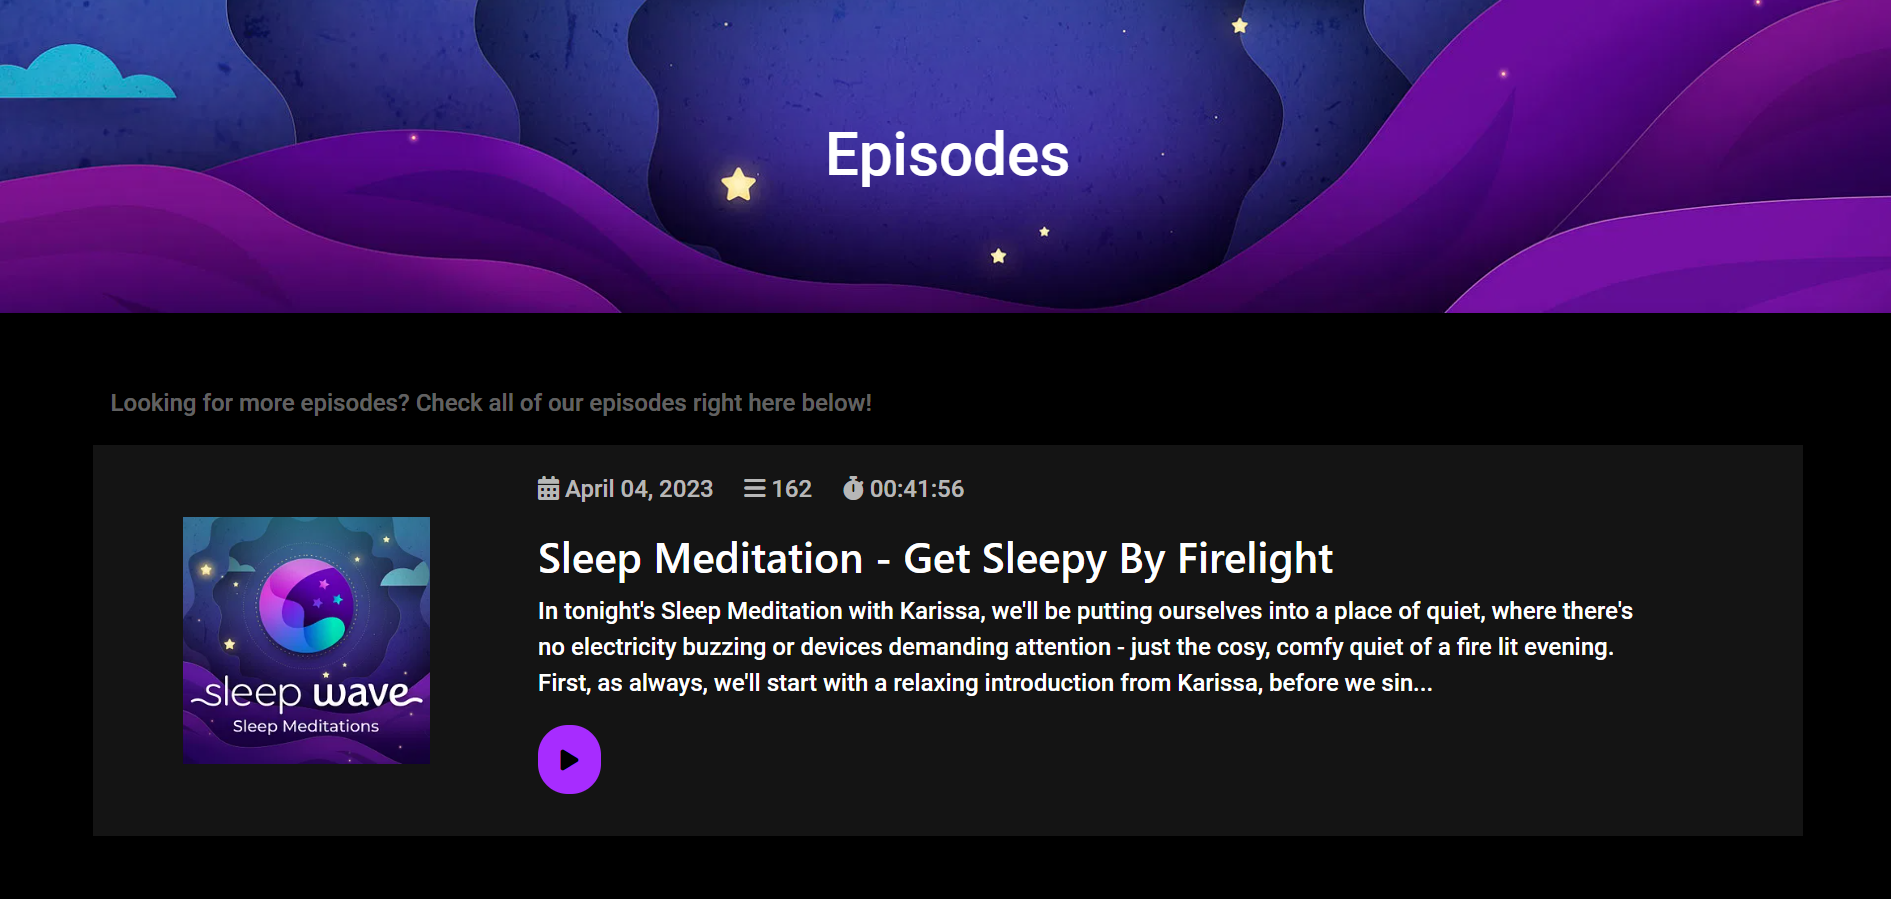 Episodes
Looking for more episodes? Check all of our episodes right here below!
April 04, 2023 162 00:41:56
Sleep Meditation - Get Sleepy By Firelight
In tonight's Sleep Meditation with Karissa, we'll be putting ourselves into a place of quiet, where there's
no electricity buzzing or devices demanding attention - just the cosy, comfy quiet of a fire lit evening.
First, as always, we'll start with a relaxing introduction from Karissa, before we sin...
sleep wave
Sleep Meditations